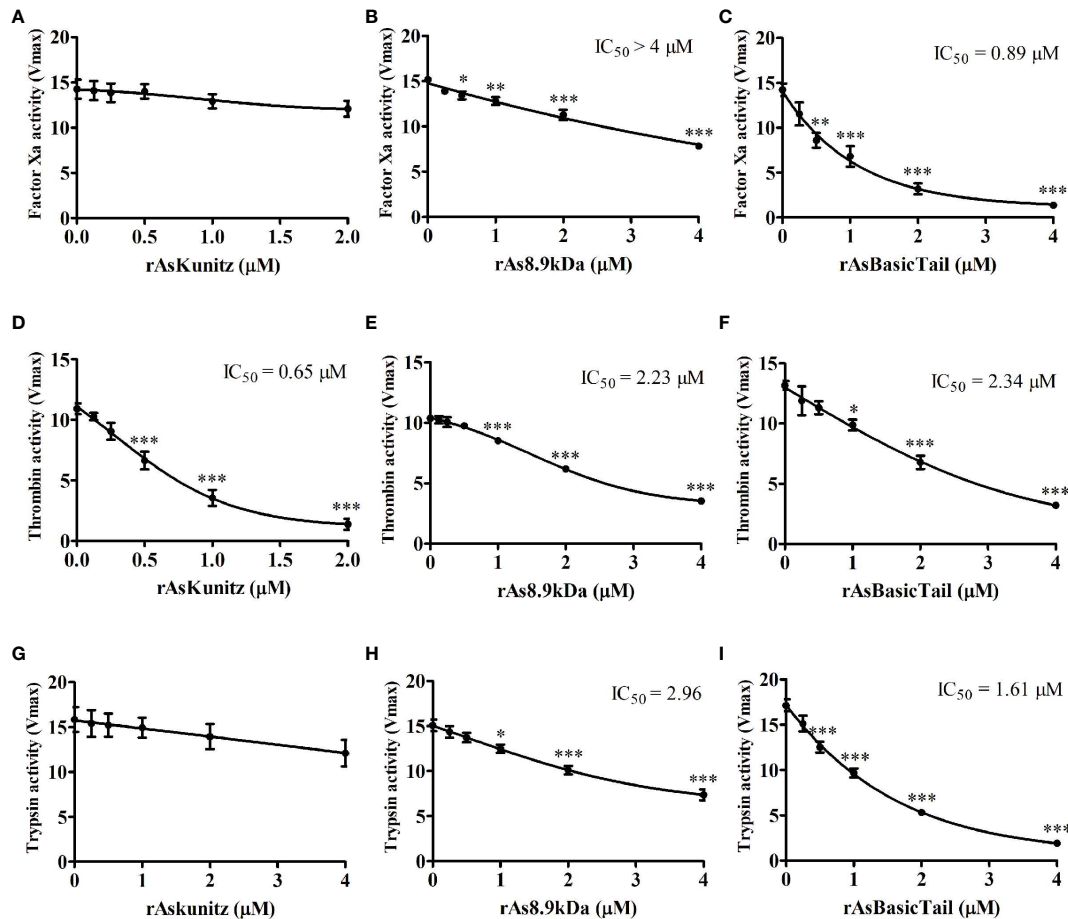 A
Factor Xa activity (Vmax)
20
15
10
5
0
0.0 0.5 1.0 1.5 2.0
rAsKunitz (μM)
B
Factor Xa activity (Vmax)
20
15
10
5
0
IC50 > 4 μM
* ** *** ***
0 1 2 3 4
rAs8.9kDa (μM)
C
Factor Xa activity (Vmax)
20
15
10
5
0
IC50 = 0.89 μM
** *** *** ***
0 1 2 3 4
rAsBasicTail (μM)
D
Thrombin activity (Vmax)
15
10
5
0
IC50 = 0.65 μM
*** *** ***
0.0 0.5 1.0 1.5 2.0
rAsKunitz (μM)
E
Thrombin activity (Vmax)
15
10
5
0
IC50 = 2.23 μM
*** *** ***
0 1 2 3 4
rAs8.9kDa (μM)
F
Thrombin activity (Vmax)
15
10
5
0
IC50 = 2.34 μM
* *** ***
0 1 2 3 4
rAsBasicTail (μM)
G
Trypsin activity (Vmax)
20
15
10
5
0
0 1 2 3 4
rAskunitz (μM)
H
Trypsin activity (Vmax)
20
15
10
5
0
IC50 = 2.96
* *** ***
0 1 2 3 4
rAs8.9kDa (μM)
I
Trypsin activity (Vmax)
20
15
10
5
0
IC50 = 1.61 μM
*** *** *** ***
0 1 2 3 4
rAsBasicTail (μM)